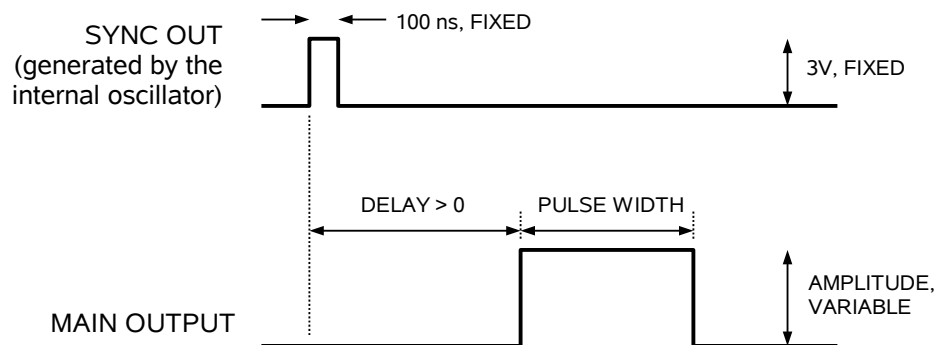 100 ns, FIXED
SYNC OUT
(generated by the
internal oscillator)
3V, FIXED
DELAY > 0
PULSE WIDTH
AMPLITUDE,
VARIABLE
MAIN OUTPUT